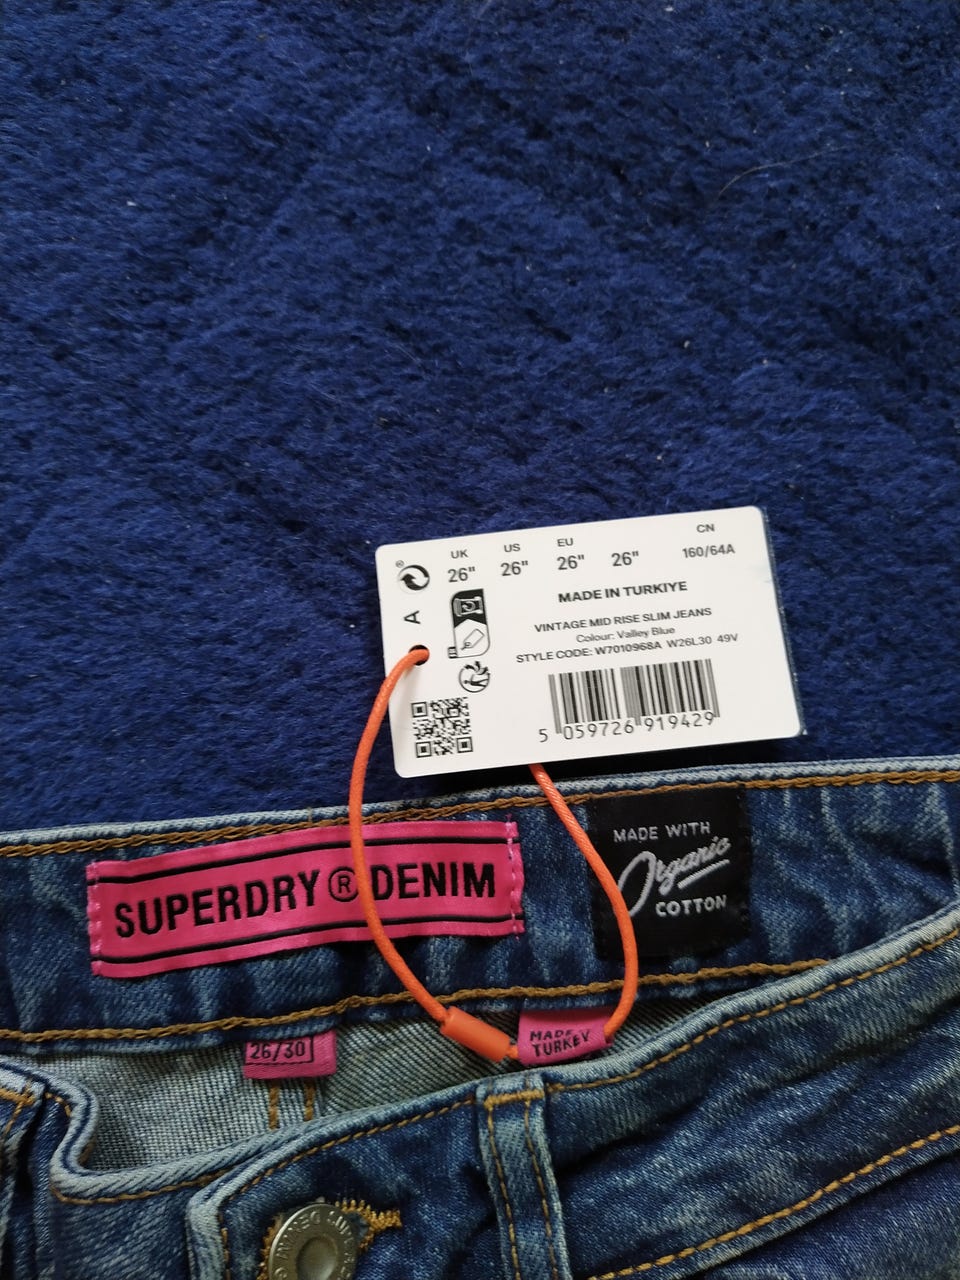 UK US EU CN
26" 26" 26" 26" 160/64A
A
MADE IN TURKIYE
VINTAGE MID RISE SLIM JEANS
Colour: Valley Blue
STYLE CODE: W7010968A W26L30 49V
5 059726 919429
SUPERDRY ® DENIM
MADE WITH
Organic
COTTON
26/30
MADE
TURKEY